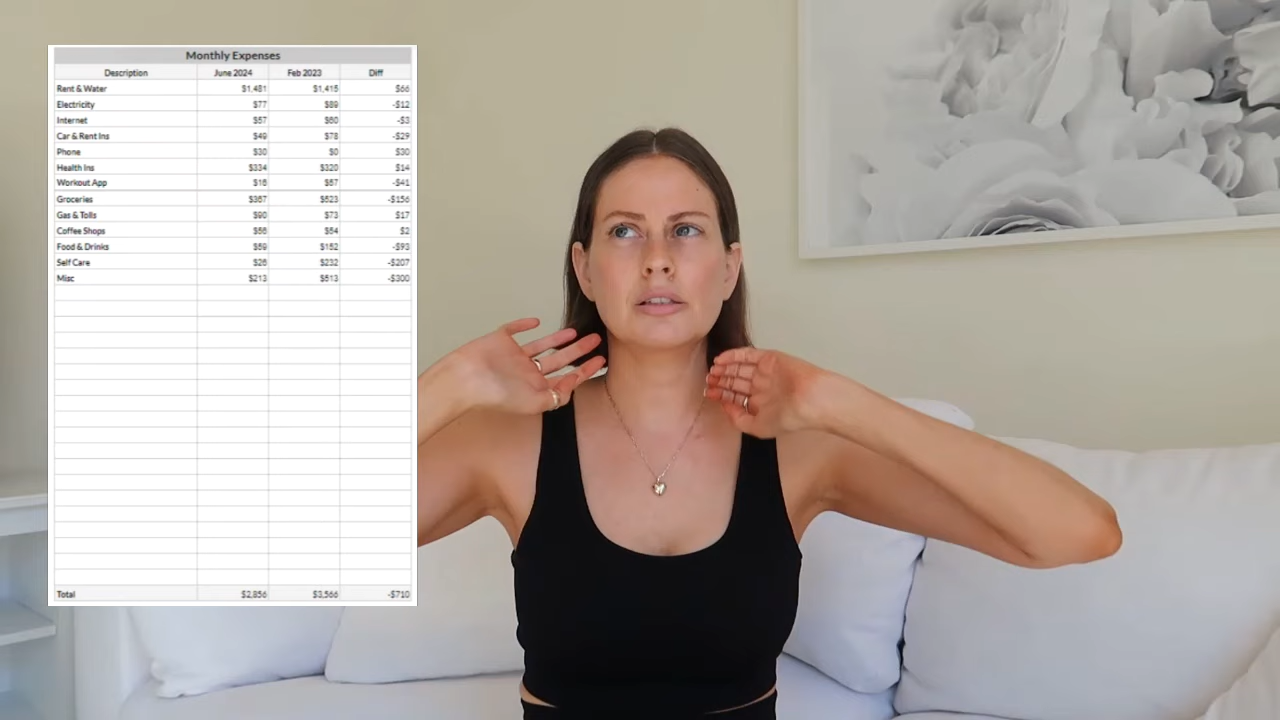 Monthly Expenses
Description June 2024 Feb 2023 Diff
Rent & Water $1,481 $1,415 $66
Electricity $77 $89 -$12
Internet $57 $60 -$3
Car & Rent Ins $49 $78 -$29
Phone $30 $0 $30
Health Ins $334 $320 $14
Workout App $16 $57 -$41
Groceries $367 $523 -$156
Gas & Tolls $90 $73 $17
Coffee Shops $56 $54 $2
Food & Drinks $59 $152 -$93
Self Care $26 $232 -$207
Misc $213 $513 -$300
Total $2,856 $3,566 -$710